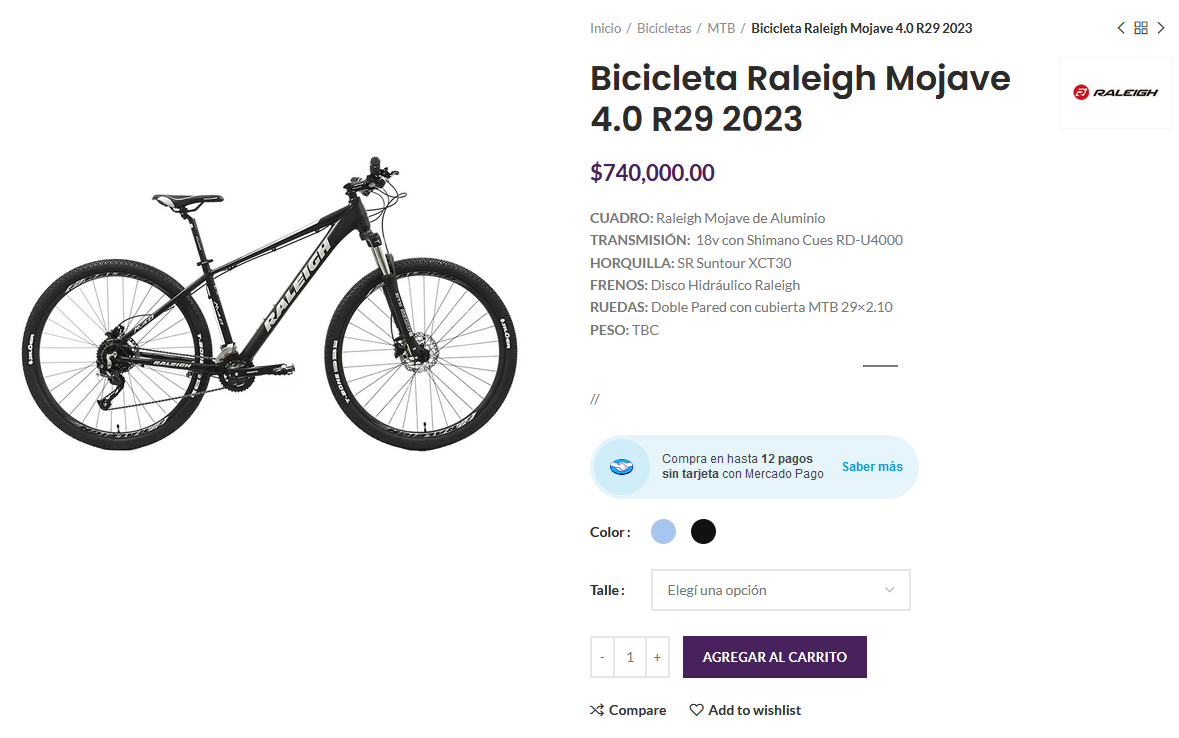 Inicio / Bicicletas / MTB / Bicicleta Raleigh Mojave 4.0 R29 2023
Bicicleta Raleigh Mojave
4.0 R29 2023
RALEIGH
$740,000.00
CUADRO: Raleigh Mojave de Aluminio
TRANSMISIÓN: 18v con Shimano Cues RD-U4000
HORQUILLA: SR Suntour XCT30
FRENOS: Disco Hidráulico Raleigh
RUEDAS: Doble Pared con cubierta MTB 29×2.10
PESO: TBC
//
Compra en hasta 12 pagos
sin tarjeta con Mercado Pago
Saber más
Color:
Talle:
Elegí una opción
- 1 +
AGREGAR AL CARRITO
Compare
Add to wishlist
RALEIGH
RALEIGH